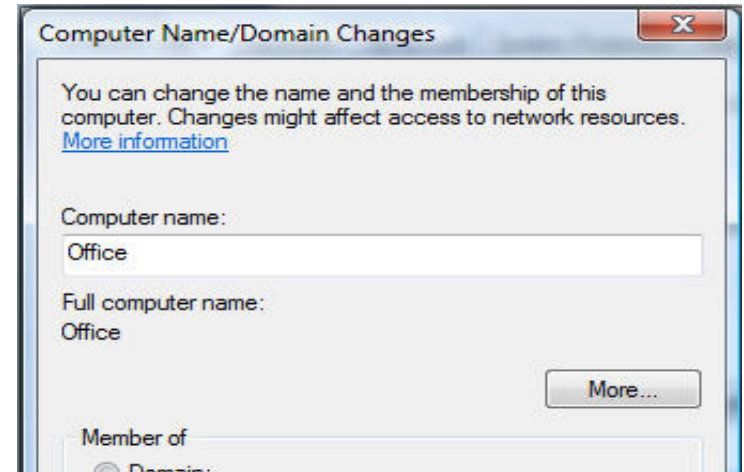 Computer Name/Domain Changes
You can change the name and the membership of this
computer. Changes might affect access to network resources.
More information
Computer name:
Office
Full computer name:
Office
More...
Member of
Domain: